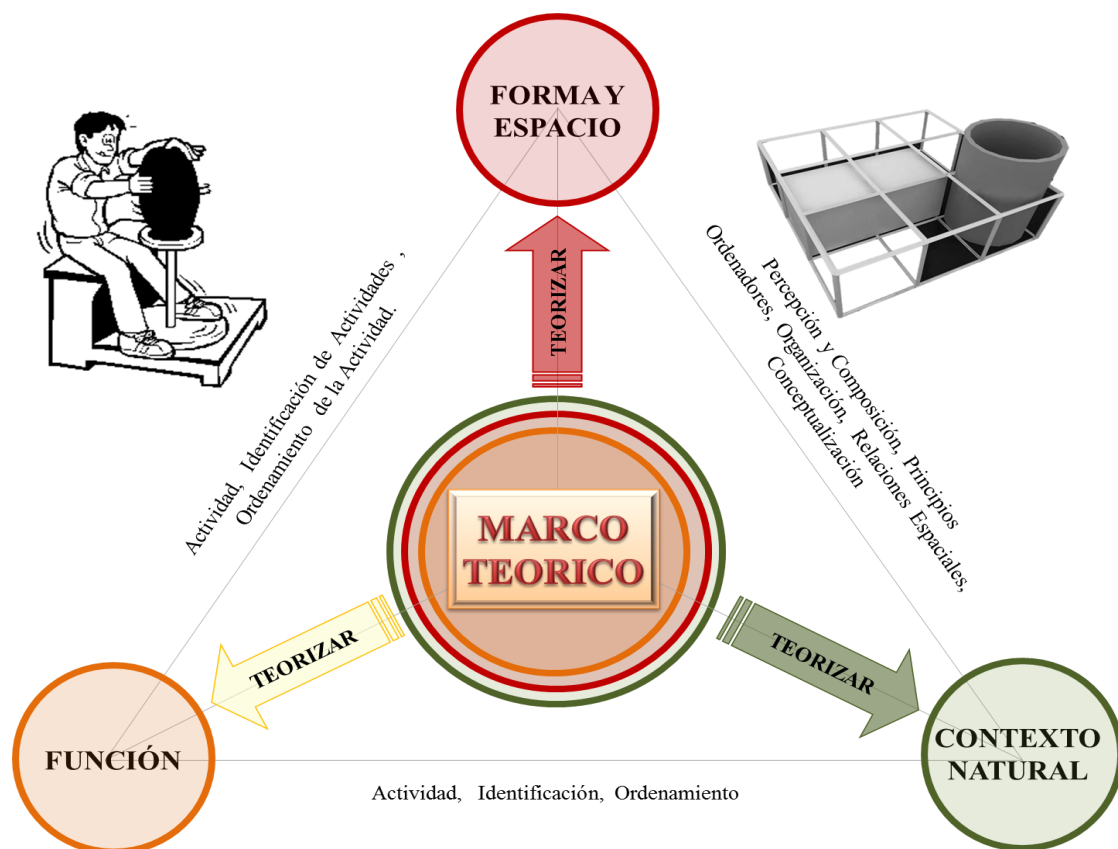 FORMA Y
ESPACIO
TEORIZAR
Actividad, Identificación de Actividades ,
Ordenamiento de la Actividad.
Percepción y Composición, Principios
Ordenadores, Organización, Relaciones Espaciales,
Conceptualización
MARCO
TEORICO
TEORIZAR
TEORIZAR
FUNCIÓN
CONTEXTO
NATURAL
Actividad, Identificación, Ordenamiento